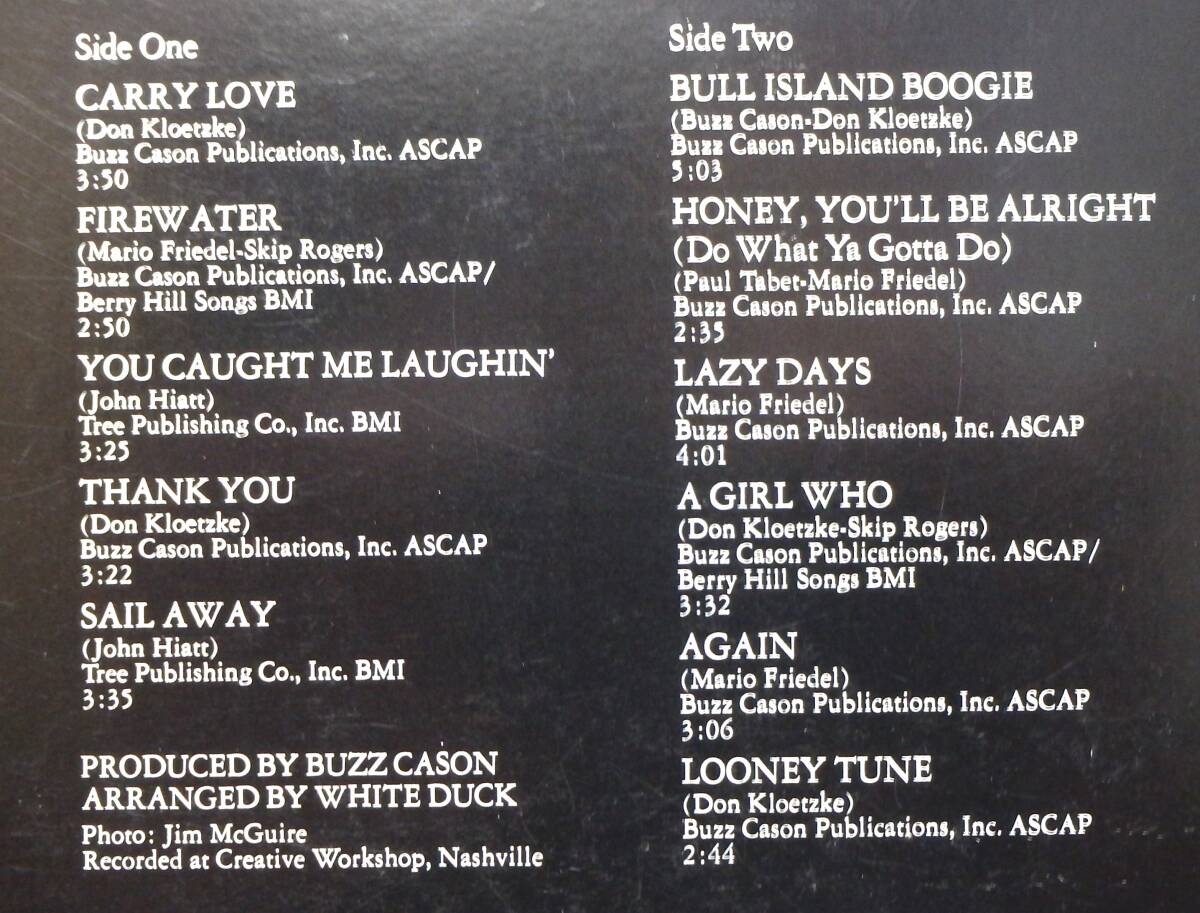 Side One
CARRY LOVE
(Don Kloetzke)
Buzz Cason Publications, Inc. ASCAP
3:50
FIREWATER
(Mario Friedel-Skip Rogers)
Buzz Cason Publications, Inc. ASCAP/
Berry Hill Songs BMI
2:50
YOU CAUGHT ME LAUGHIN'
(John Hiatt)
Tree Publishing Co., Inc. BMI
3:25
THANK YOU
(Don Kloetzke)
Buzz Cason Publications, Inc. ASCAP
3:22
SAIL AWAY
(John Hiatt)
Tree Publishing Co., Inc. BMI
3:35
PRODUCED BY BUZZ CASON
ARRANGED BY WHITE DUCK
Photo: Jim McGuire
Recorded at Creative Workshop, Nashville
Side Two
BULL ISLAND BOOGIE
(Buzz Cason-Don Kloetzke)
Buzz Cason Publications, Inc. ASCAP
5:03
HONEY, YOU'LL BE ALRIGHT
(Do What Ya Gotta Do)
(Paul Tabet-Mario Friedel)
Buzz Cason Publications, Inc. ASCAP
2:35
LAZY DAYS
(Mario Friedel)
Buzz Cason Publications, Inc. ASCAP
4:01
A GIRL WHO
(Don Kloetzke-Skip Rogers)
Buzz Cason Publications, Inc. ASCAP/
Berry Hill Songs BMI
3:32
AGAIN
(Mario Friedel)
Buzz Cason Publications, Inc. ASCAP
3:06
LOONEY TUNE
(Don Kloetzke)
Buzz Cason Publications, Inc. ASCAP
2:44